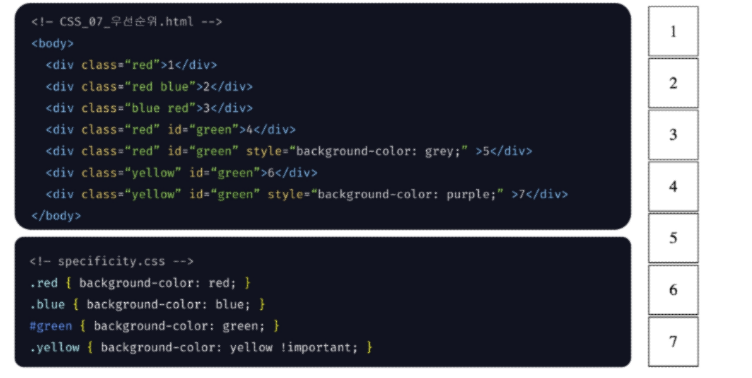 <!— CSS_07_우선순위.html -->
<body>
<div class="red">1</div>
<div class="red blue">2</div>
<div class="blue red">3</div>
<div class="red" id="green">4</div>
<div class="red" id="green" style="background-color: grey;" >5</div>
<div class="yellow" id="green">6</div>
<div class="yellow" id="green" style="background-color: purple;" >7</div>
</body>
<!— specificity.css -->
.red { background-color: red; }
.blue { background-color: blue; }
#green { background-color: green; }
.yellow { background-color: yellow !important; }
1
2
3
4
5
6
7